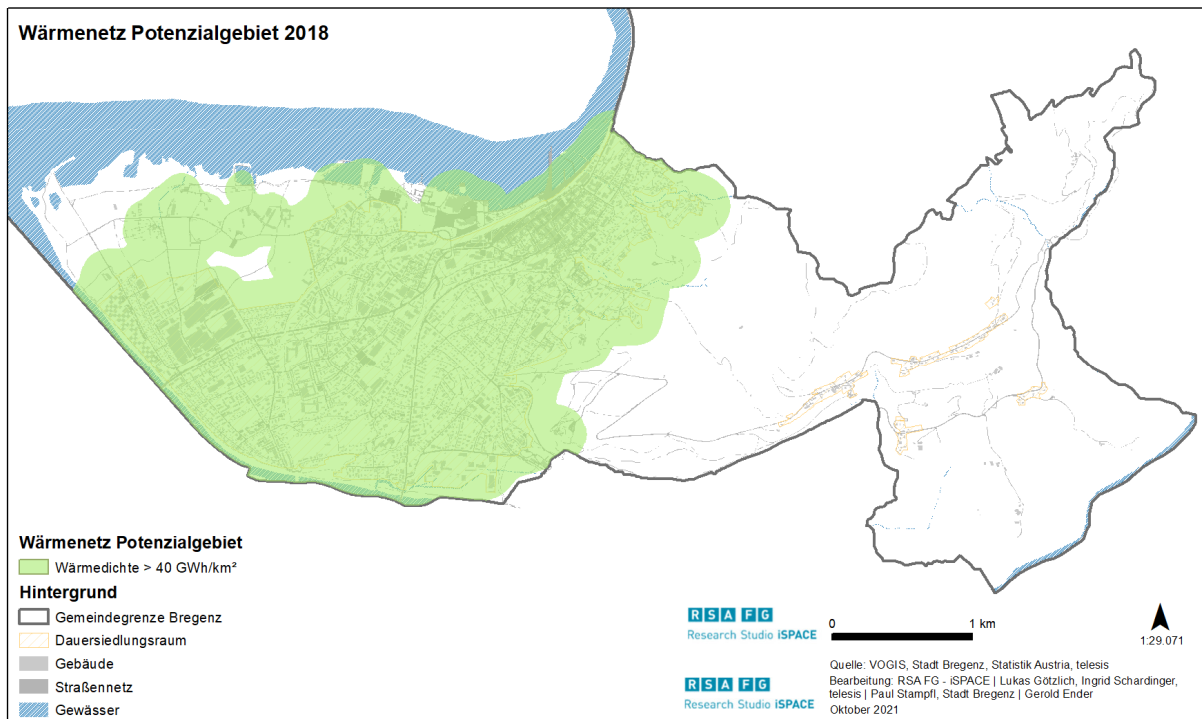 Wärmenetz Potenzialgebiet 2018
Wärmenetz Potenzialgebiet
Wärmedichte > 40 GWh/km²
Hintergrund
Gemeindegrenze Bregenz
Dauersiedlungsraum
Gebäude
Straßennetz
Gewässer
RSA FG
Research Studio iSPACE
0 1 km
1:29.071
RSA FG
Research Studio iSPACE
Quelle: VOGIS, Stadt Bregenz, Statistik Austria, telesis
Bearbeitung: RSA FG - iSPACE | Lukas Götzlich, Ingrid Schardinger,
telesis | Paul Stampfl, Stadt Bregenz | Gerold Ender
Oktober 2021